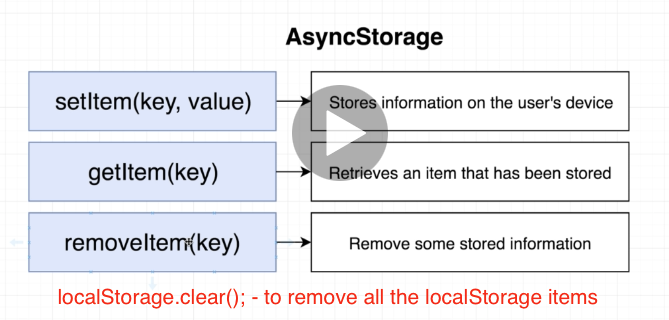 AsyncStorage
setItem(key, value)
Stores information on the user's device
getItem(key)
Retrieves an item that has been stored
removeItem(key)
Remove some stored information
localStorage.clear(); - to remove all the localStorage items